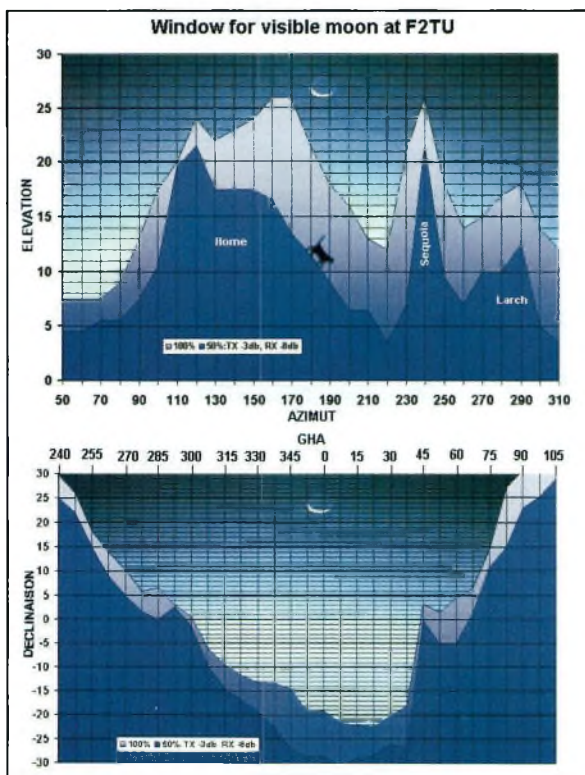 Window for visible moon at F2TU
30
25
20
15
10
5
0
ELEVATION
Home
Sequoia
Larch
100% 50%:TX -3db, RX
50 70 90 110 130 150 170 190 210 230 250 270 290 310
AZIMUT
GHA
240 255 270 285 300 315 330 345 0 15 30 45 60 75 90 105
30
25
20
15
10
5
0
-5
-10
-15
-20
-25
-30
DECLINAISON
100% TX -3db RX